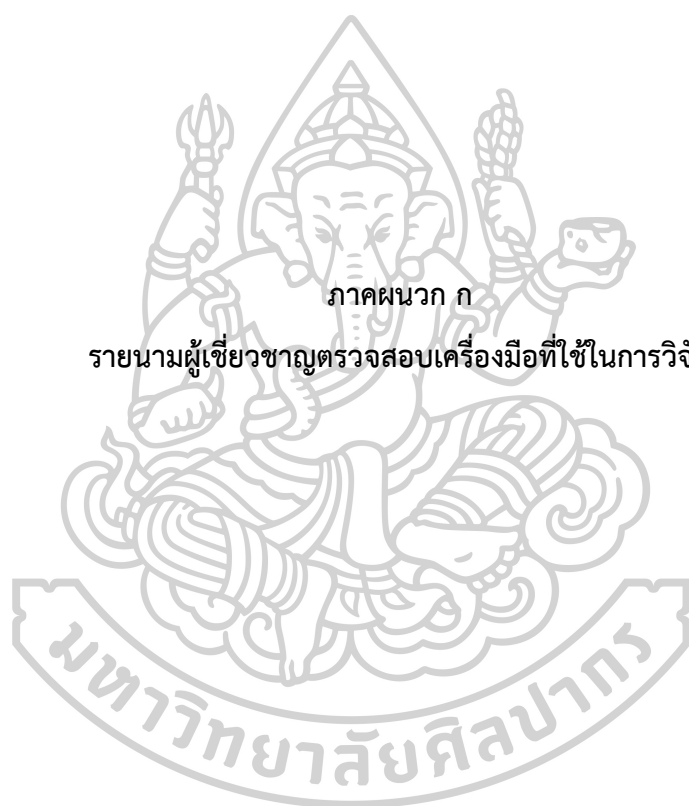 ภาคผนวก ก
รายนามผู้เชี่ยวชาญตรวจสอบเครื่องมือที่ใช้ในการวิจั
มหาวิทยาลัยศิลปากร